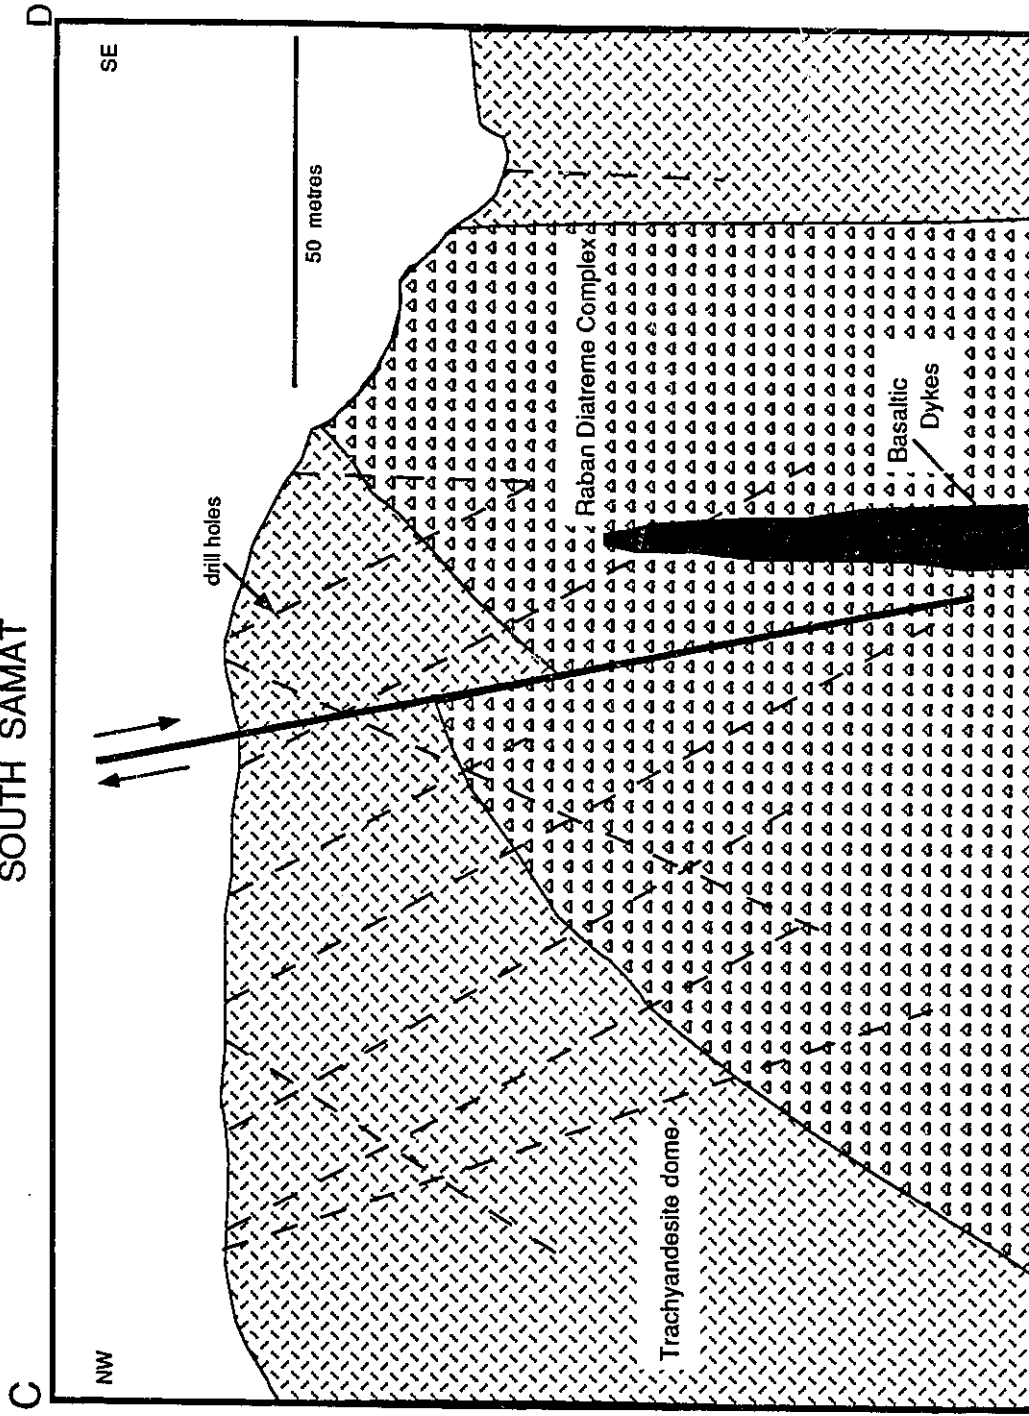 SOUTH SAMAT
C
D
NW
SE
50 metres
drill holes
Raban Diatreme Complex
Trachyandesite dome
Basaltic
Dykes